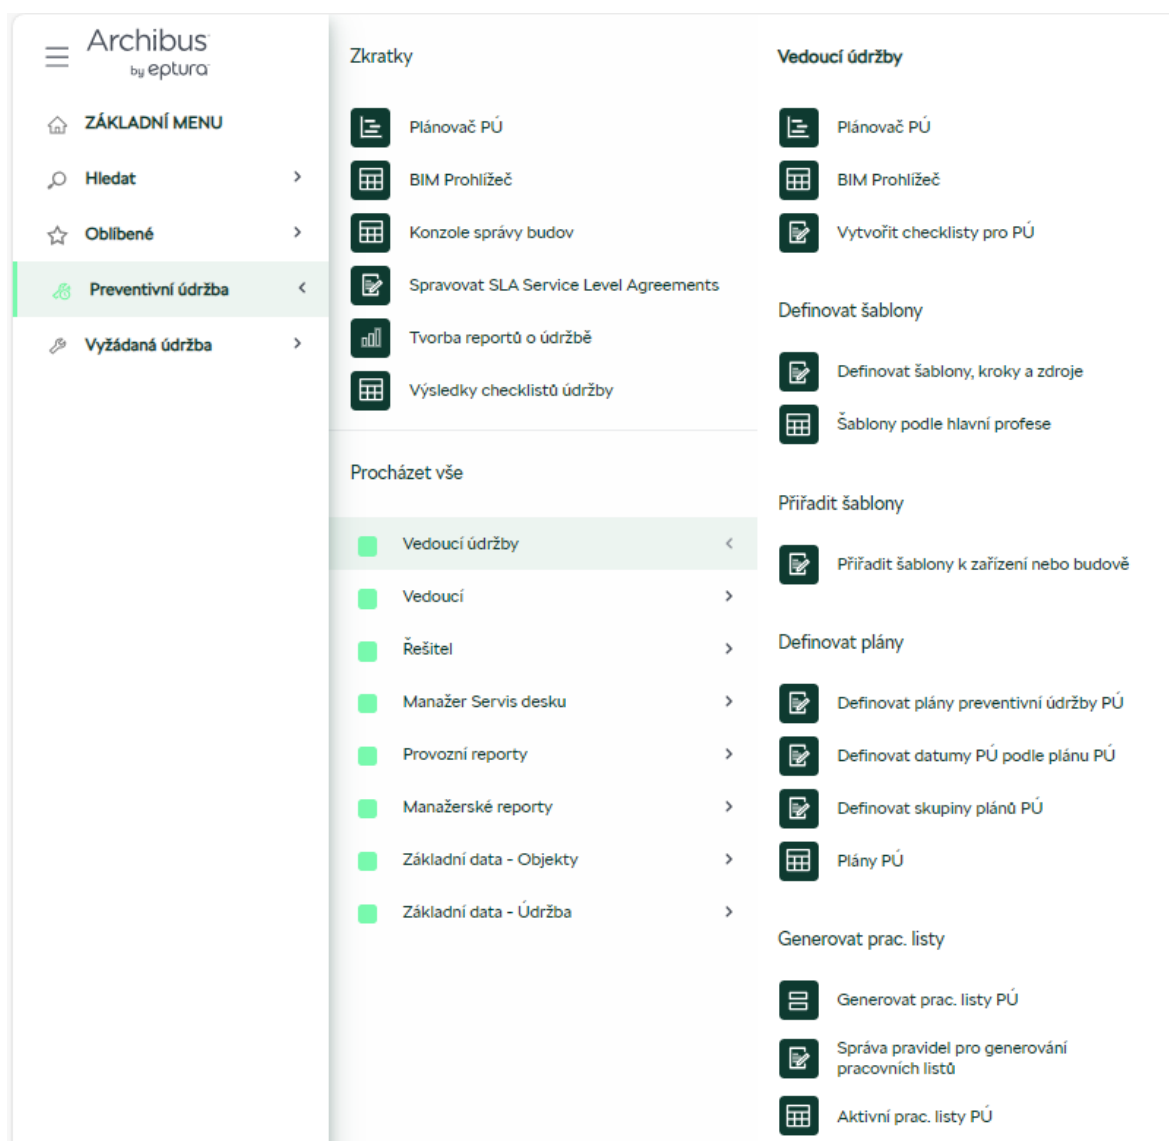 Archibus
by eptura
ZÁKLADNÍ MENU
Hledat
Oblíbené
Preventivní údržba
Vyžádaná údržba
Zkratky
Plánovač PÚ
BIM Prohlížeč
Konzole správy budov
Spravovat SLA Service Level Agreements
Tvorba reportů o údržbě
Výsledky checklistů údržby
Procházet vše
Vedoucí údržby
Vedoucí
Řešitel
Manažer Servis desku
Provozní reporty
Manažerské reporty
Základní data - Objekty
Základní data - Údržba
Vedoucí údržby
Plánovač PÚ
BIM Prohlížeč
Vytvořit checklisty pro PÚ
Definovat šablony
Definovat šablony, kroky a zdroje
Šablony podle hlavní profese
Přiřadit šablony
Přiřadit šablony k zařízení nebo budově
Definovat plány
Definovat plány preventivní údržby PÚ
Definovat datumy PÚ podle plánu PÚ
Definovat skupiny plánů PÚ
Plány PÚ
Generovat prac. listy
Generovat prac. listy PÚ
Správa pravidel pro generování
pracovních listů
Aktivní prac. listy PÚ